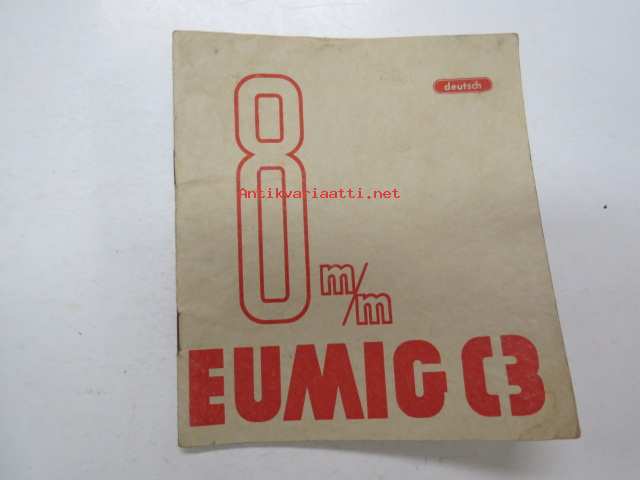 deutsch
8 m/m
Antikvariaatti.net
EUMIG C3